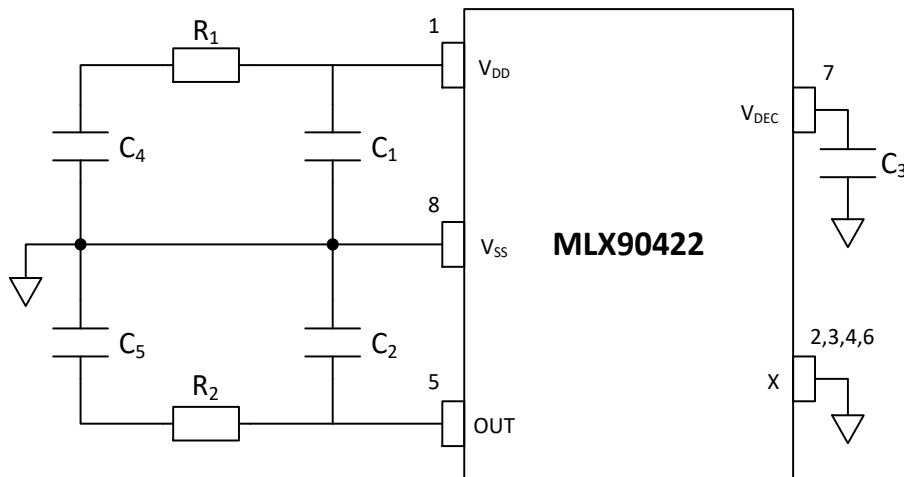 R1
1
VDD
7
VDEC
C4
C1
C3
8
VSS
MLX90422
C5
C2
2,3,4,6
R2
5
X
OUT